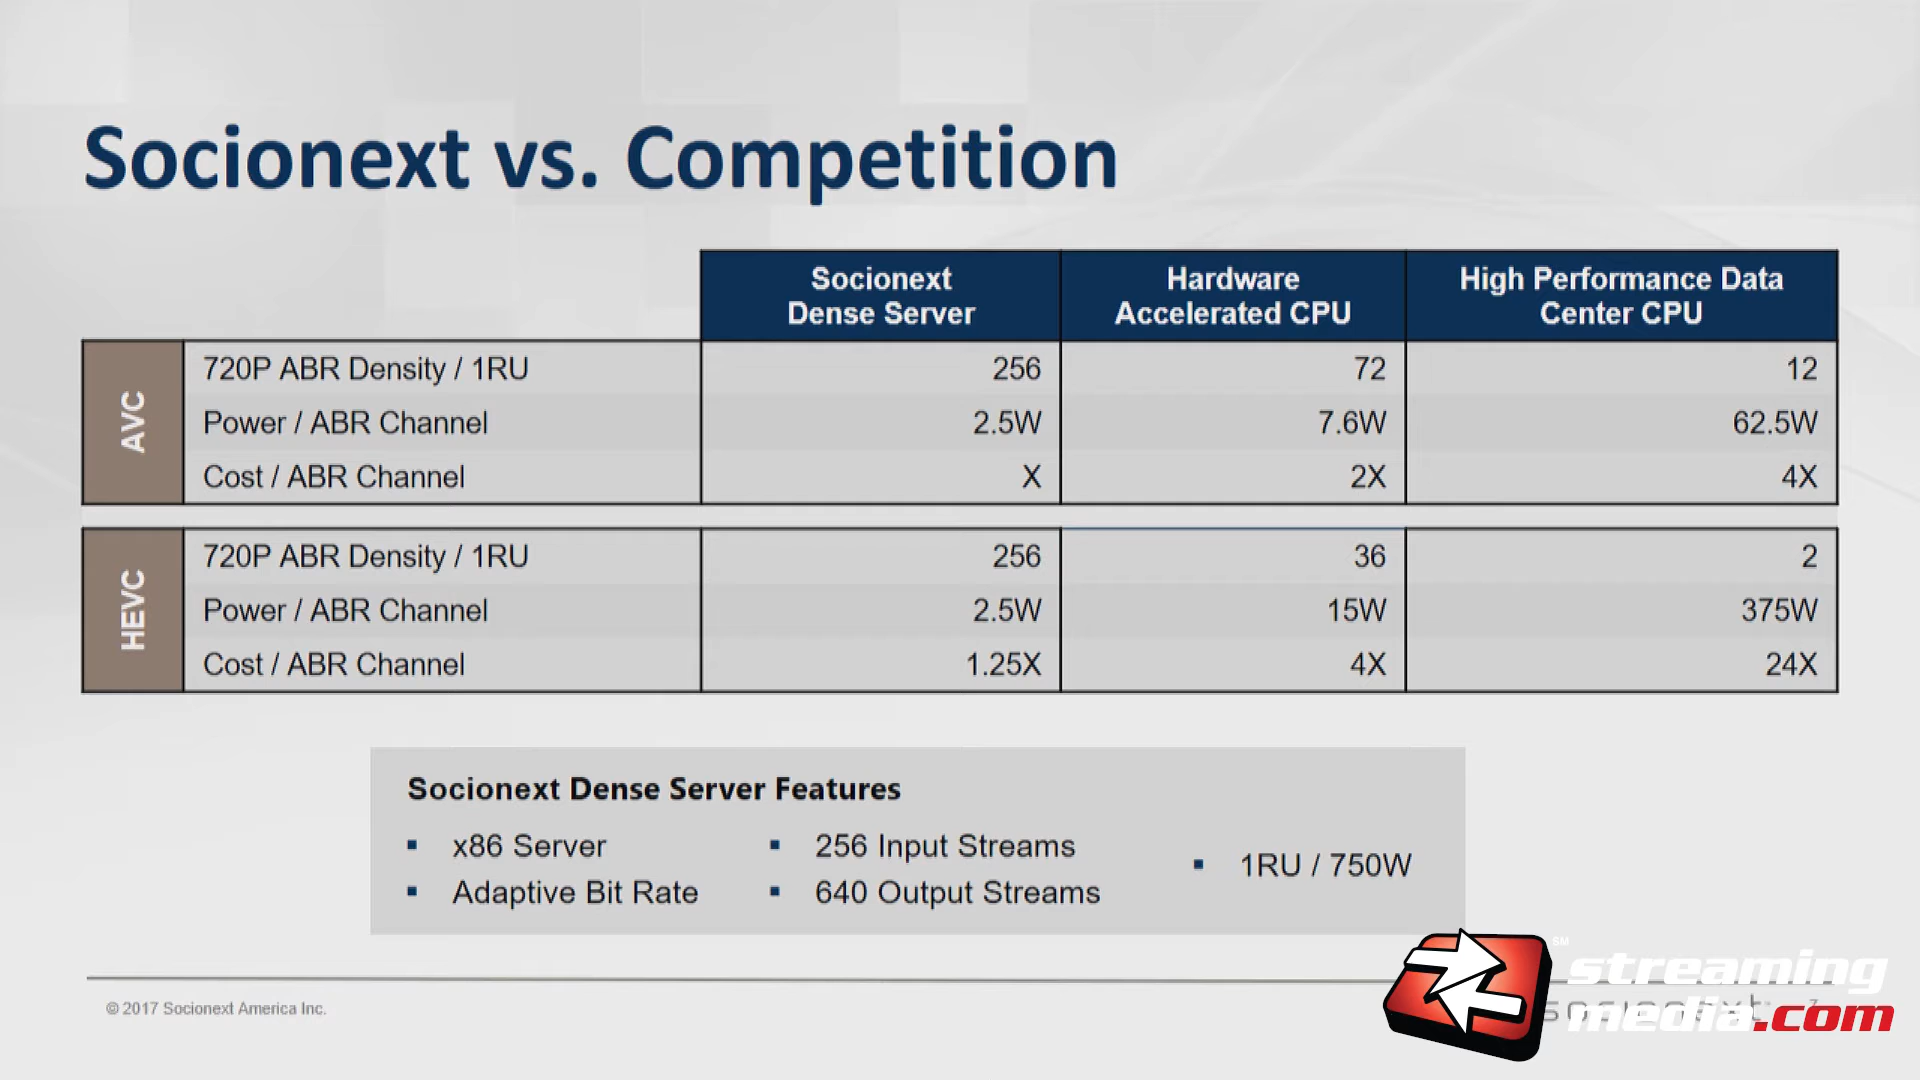 Socionext vs. Competition
Socionext Dense Server
Hardware Accelerated CPU
High Performance Data Center CPU
AVC
720P ABR Density / 1RU 256 72 12
Power / ABR Channel 2.5W 7.6W 62.5W
Cost / ABR Channel X 2X 4X
HEVC
720P ABR Density / 1RU 256 36 2
Power / ABR Channel 2.5W 15W 375W
Cost / ABR Channel 1.25X 4X 24X
Socionext Dense Server Features
▪ x86 Server
▪ Adaptive Bit Rate
▪ 256 Input Streams
▪ 640 Output Streams
▪ 1RU / 750W
© 2017 Socionext America Inc.
SM
streaming
media.com